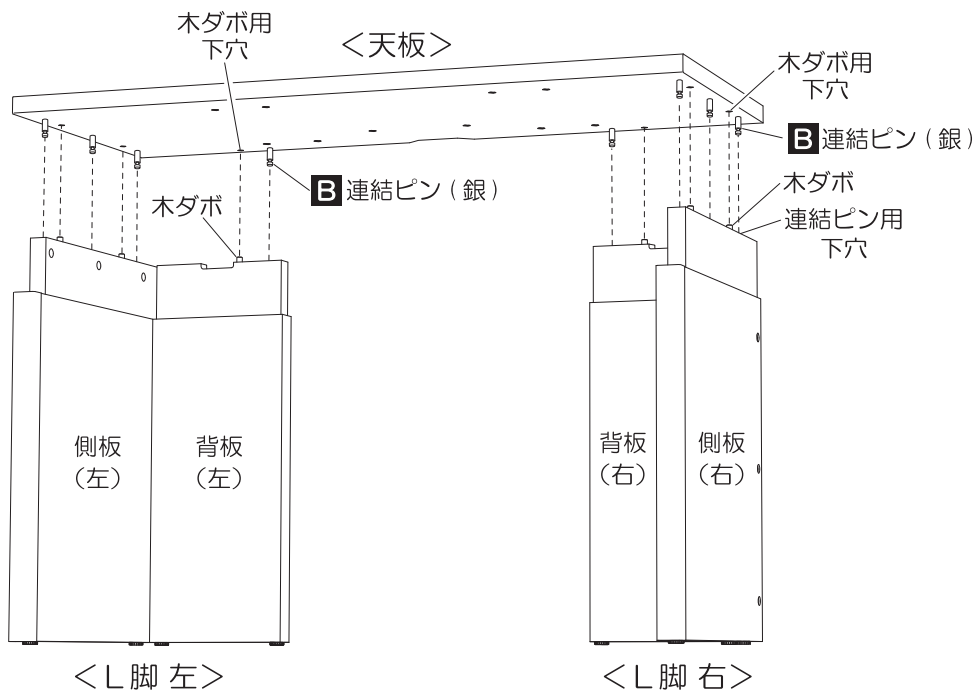 木ダボ用
下穴
＜天板＞
木ダボ用
下穴
B 連結ピン ( 銀 )
B 連結ピン ( 銀 )
木ダボ
木ダボ
連結ピン用
下穴
側板
（左）
背板
（左）
背板
（右）
側板
（右）
＜L 脚 左＞
＜L 脚 右＞